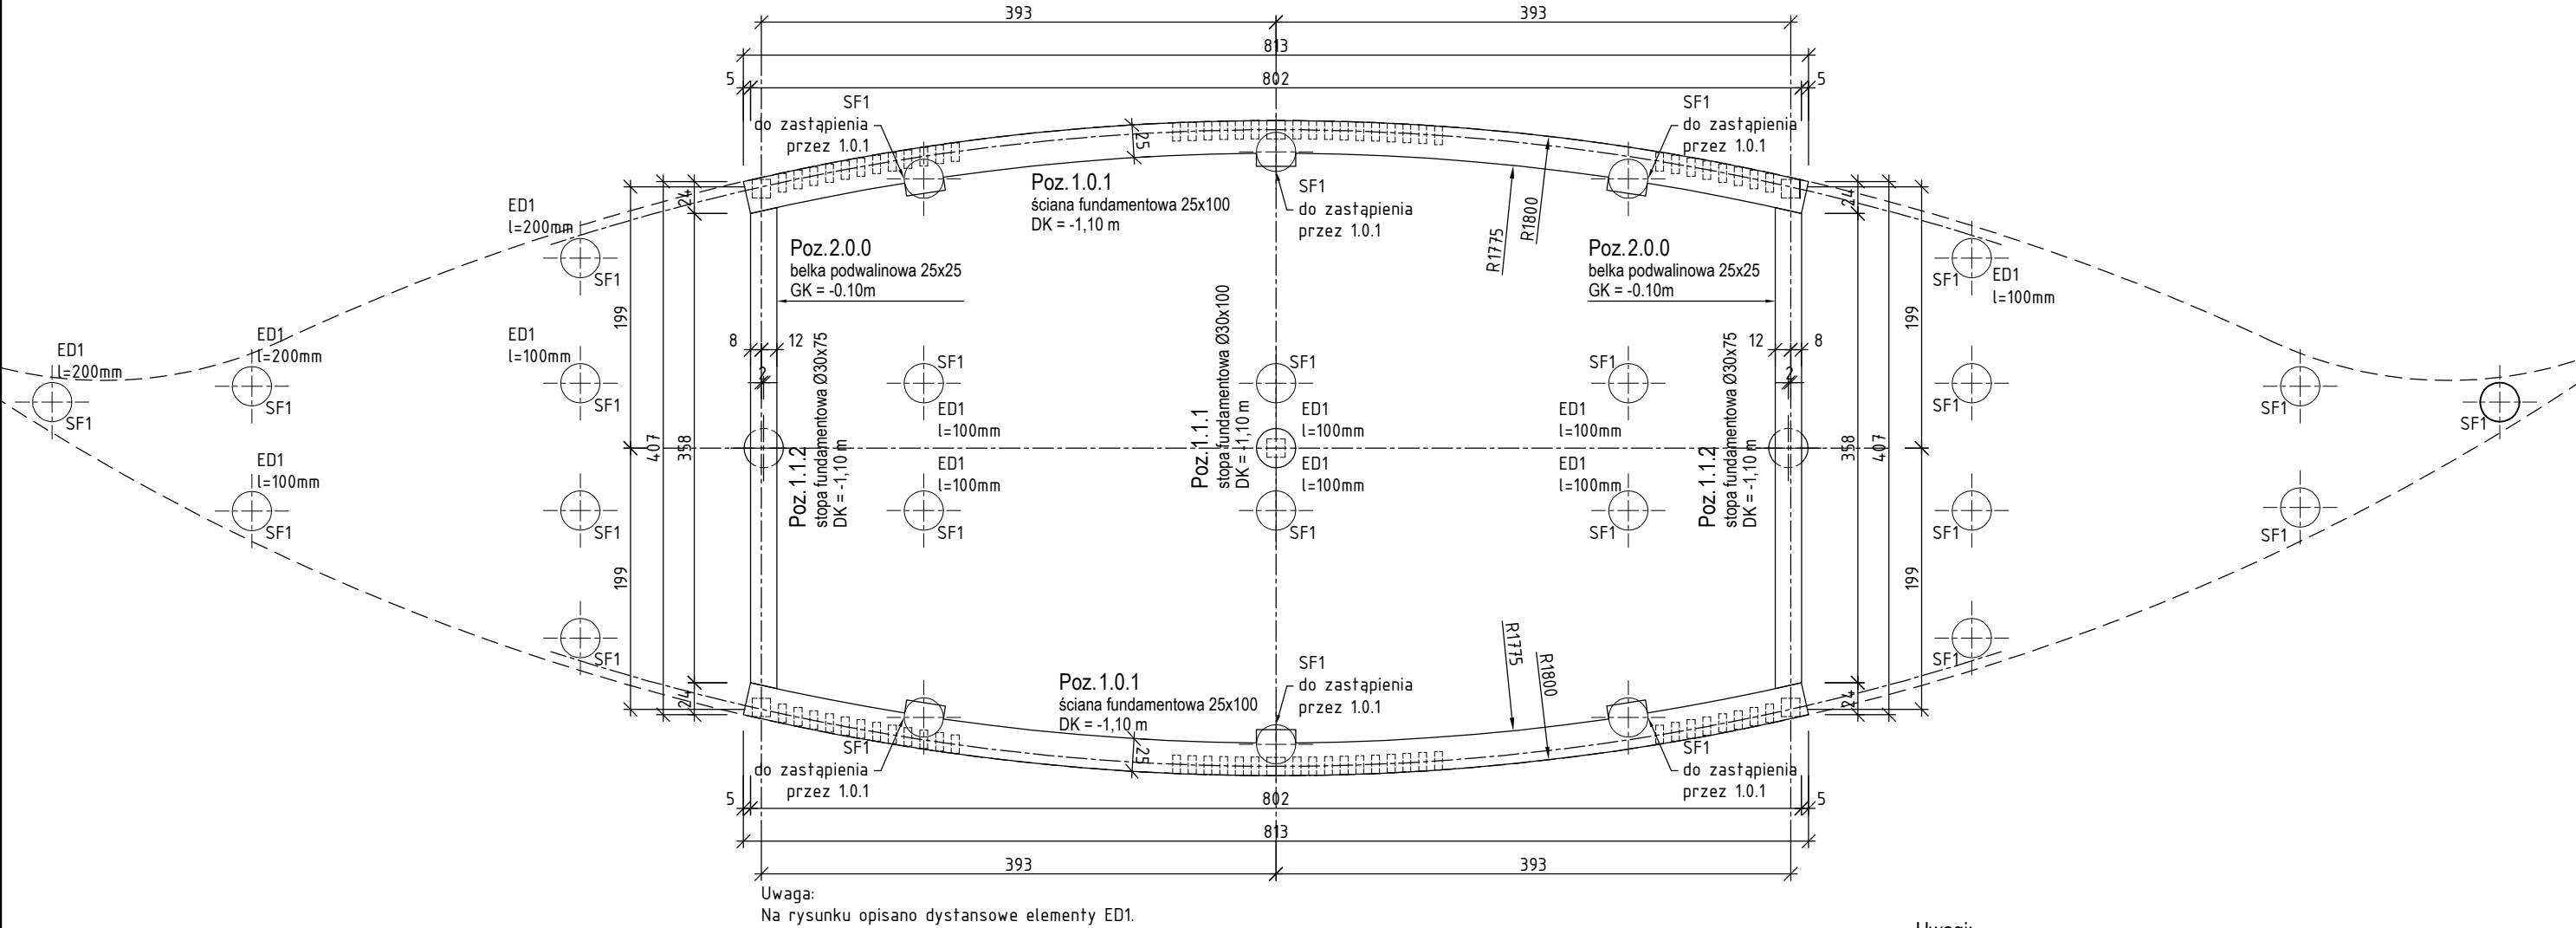 393
393
813
5
802
5
SF1
do zastąpienia
przez 1.0.1
25
SF1
do zastąpienia
przez 1.0.1
Poz.1.0.1
ściana fundamentowa 25x100
DK = -1,10 m
SF1
do zastąpienia
przez 1.0.1
R1775
R1800
24
24
ED1
l=200mm
SF1
Poz.2.0.0
belka podwalinowa 25x25
GK = -0.10m
Poz.2.0.0
belka podwalinowa 25x25
GK = -0.10m
SF1
ED1
l=100mm
199
199
ED1
l=200mm
SF1
ED1
l=200mm
SF1
ED1
l=100mm
SF1
8
12
2
SF1
ED1
l=100mm
SF1
ED1
l=100mm
ED1
l=100mm
SF1
12
8
2
SF1
SF1
SF1
407
358
358
407
Poz.1.1.2
stopa fundamentowa Ø30x75
DK = -1,10 m
Poz.1.1.1
stopa fundamentowa Ø30x100
DK = -1,10 m
Poz.1.1.2
stopa fundamentowa Ø30x75
DK = -1,10 m
ED1
l=100mm
SF1
SF1
ED1
l=100mm
SF1
ED1
l=100mm
SF1
ED1
l=100mm
SF1
SF1
SF1
199
199
SF1
SF1
24
24
Poz.1.0.1
ściana fundamentowa 25x100
DK = -1,10 m
SF1
do zastąpienia
przez 1.0.1
R1775
R1800
25
SF1
do zastąpienia
przez 1.0.1
SF1
do zastąpienia
przez 1.0.1
5
802
5
813
393
393
Uwaga:
Na rysunku opisano dystansowe elementy ED1.
Uwagi: